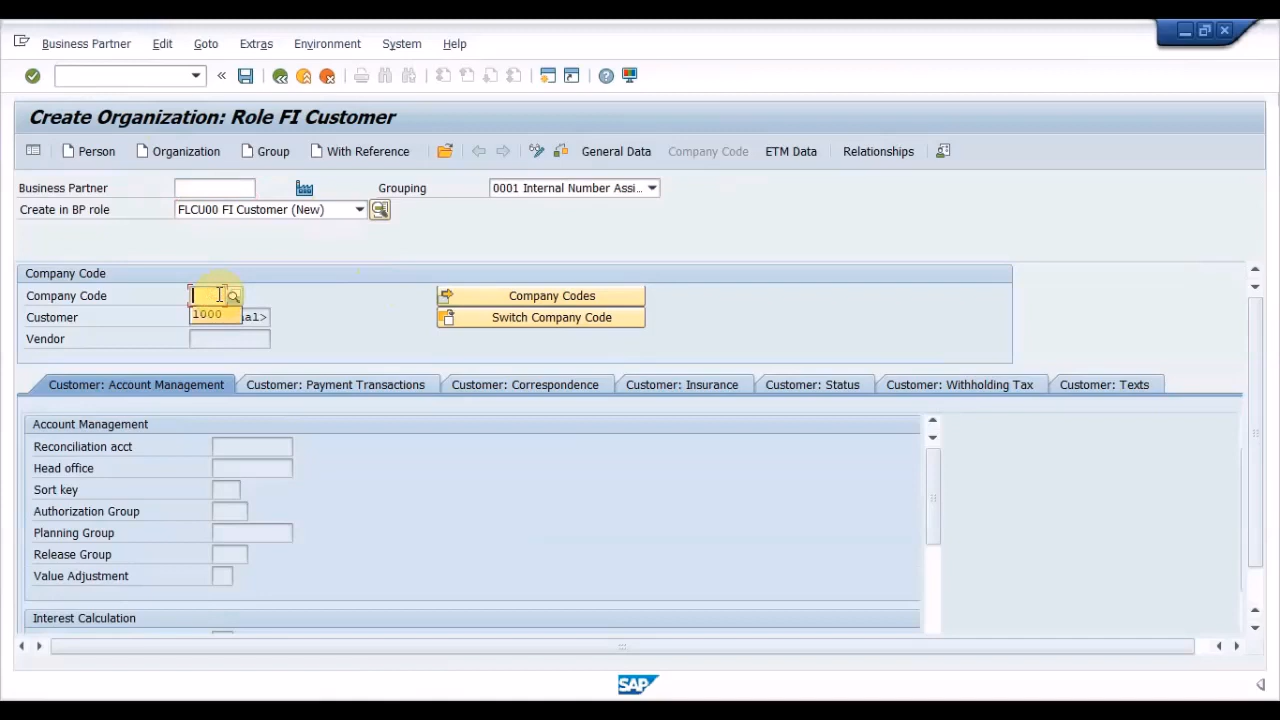 Business Partner Edit Goto Extras Environment System Help
Create Organization: Role FI Customer
Person Organization Group With Reference General Data Company Code ETM Data Relationships
Business Partner Grouping 0001 Internal Number Assi...
Create in BP role FLCU00 FI Customer (New)
Company Code
Company Code Company Codes
Customer 1000 al> Switch Company Code
Vendor
Customer: Account Management Customer: Payment Transactions Customer: Correspondence Customer: Insurance Customer: Status Customer: Withholding Tax Customer: Texts
Account Management
Reconciliation acct
Head office
Sort key
Authorization Group
Planning Group
Release Group
Value Adjustment
Interest Calculation
SAP